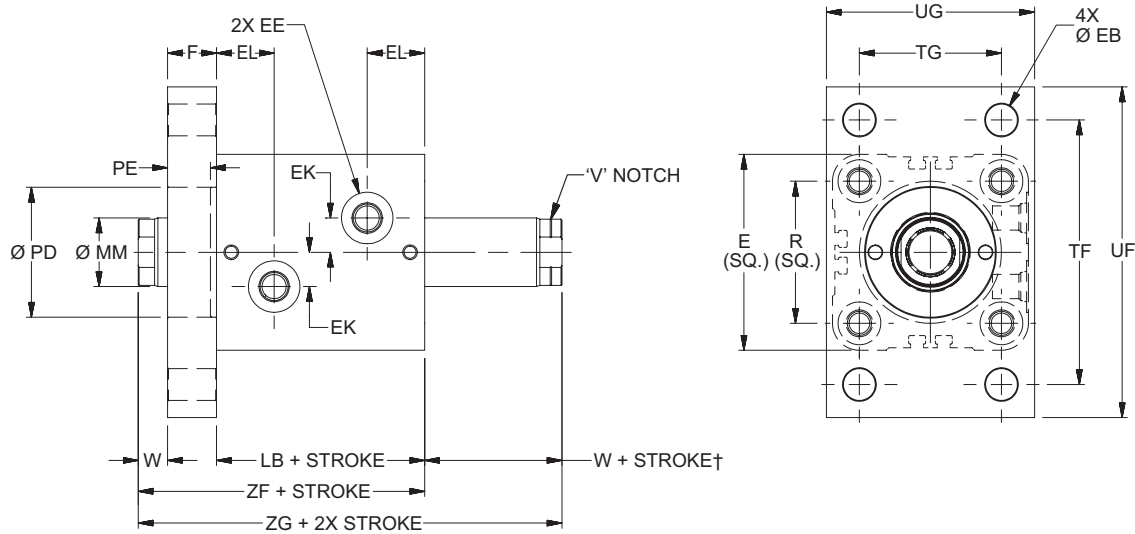 2X EE
F
EL
EL
PE
EK
'V' NOTCH
Ø PD
Ø MM
EK
W
LB + STROKE
W + STROKE†
ZF + STROKE
ZG + 2X STROKE
UG
4X
Ø EB
TG
E
(SQ.)
R
(SQ.)
TF
UF